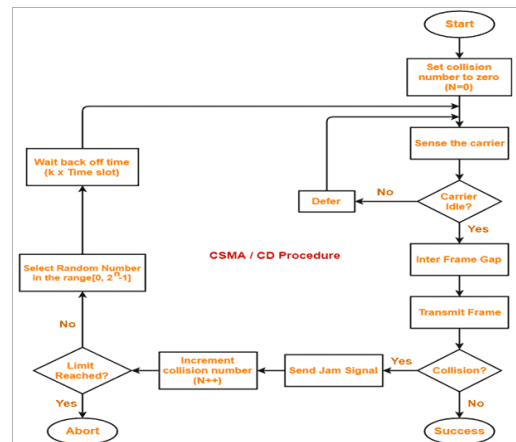 Start
Set collision
number to zero
(N=0)
Sense the carrier
Carrier
Idle?
No
Defer
Yes
Inter Frame Gap
Transmit Frame
Collision?
Yes
No
Success
Send Jam Signal
Increment
collision number
(N++)
Limit
Reached?
Yes
Abort
No
Select Random Number
in the range[0, 2ⁿ-1]
Wait back off time
(k x Time slot)
CSMA / CD Procedure